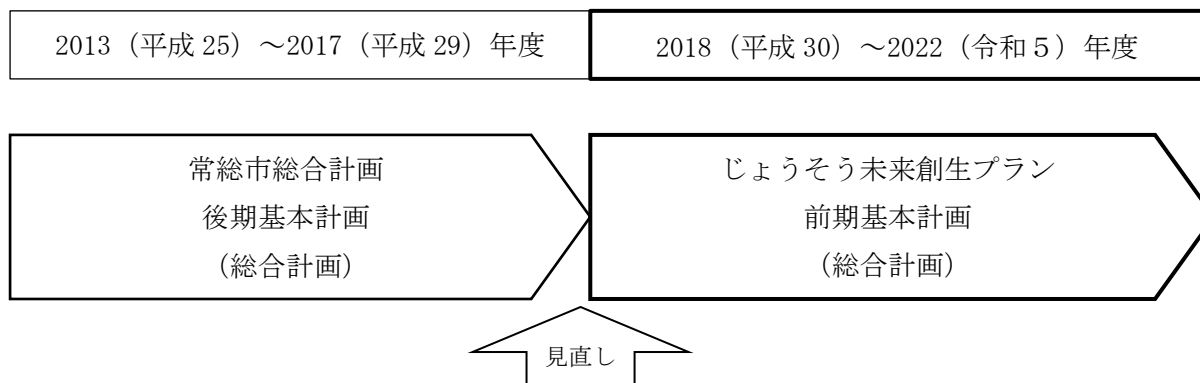 2013（平成 25）～2017（平成 29）年度
2018（平成 30）～2022（令和５）年度
常総市総合計画
後期基本計画
（総合計画）
じょうそう未来創生プラン
前期基本計画
（総合計画）
見直し